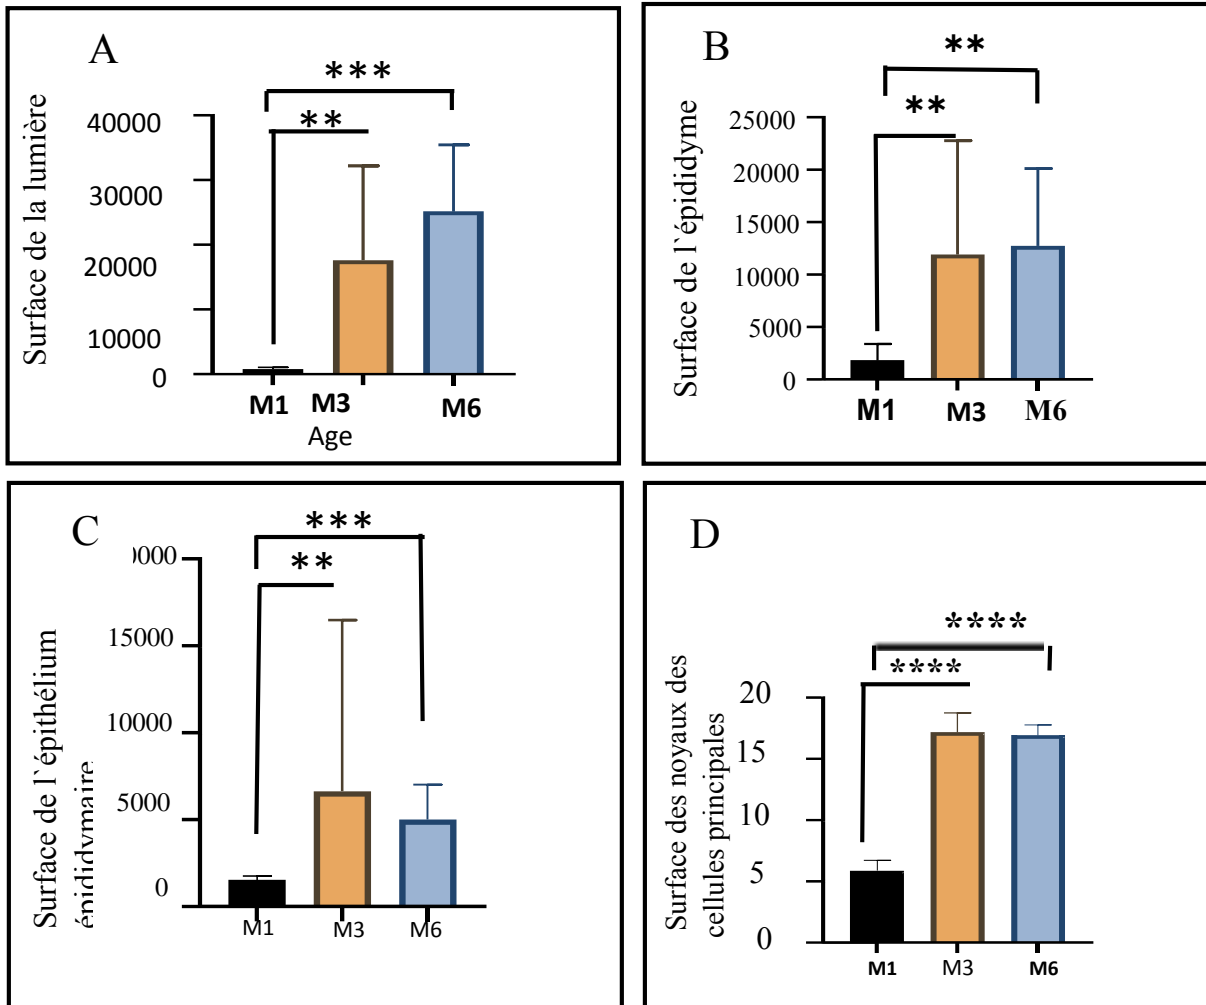 A
Surface de la lumière
***
**
40000
30000
20000
10000
0
M1 M3 M6
Age
B
Surface de l`épididyme
**
**
25000
20000
15000
10000
5000
0
M1 M3 M6
C
Surface de l`épithélium
épididymaire.
***
**
0000
15000
10000
5000
0
M1 M3 M6
D
Surface des noyaux des
cellules principales
****
****
20
15
10
5
0
M1 M3 M6